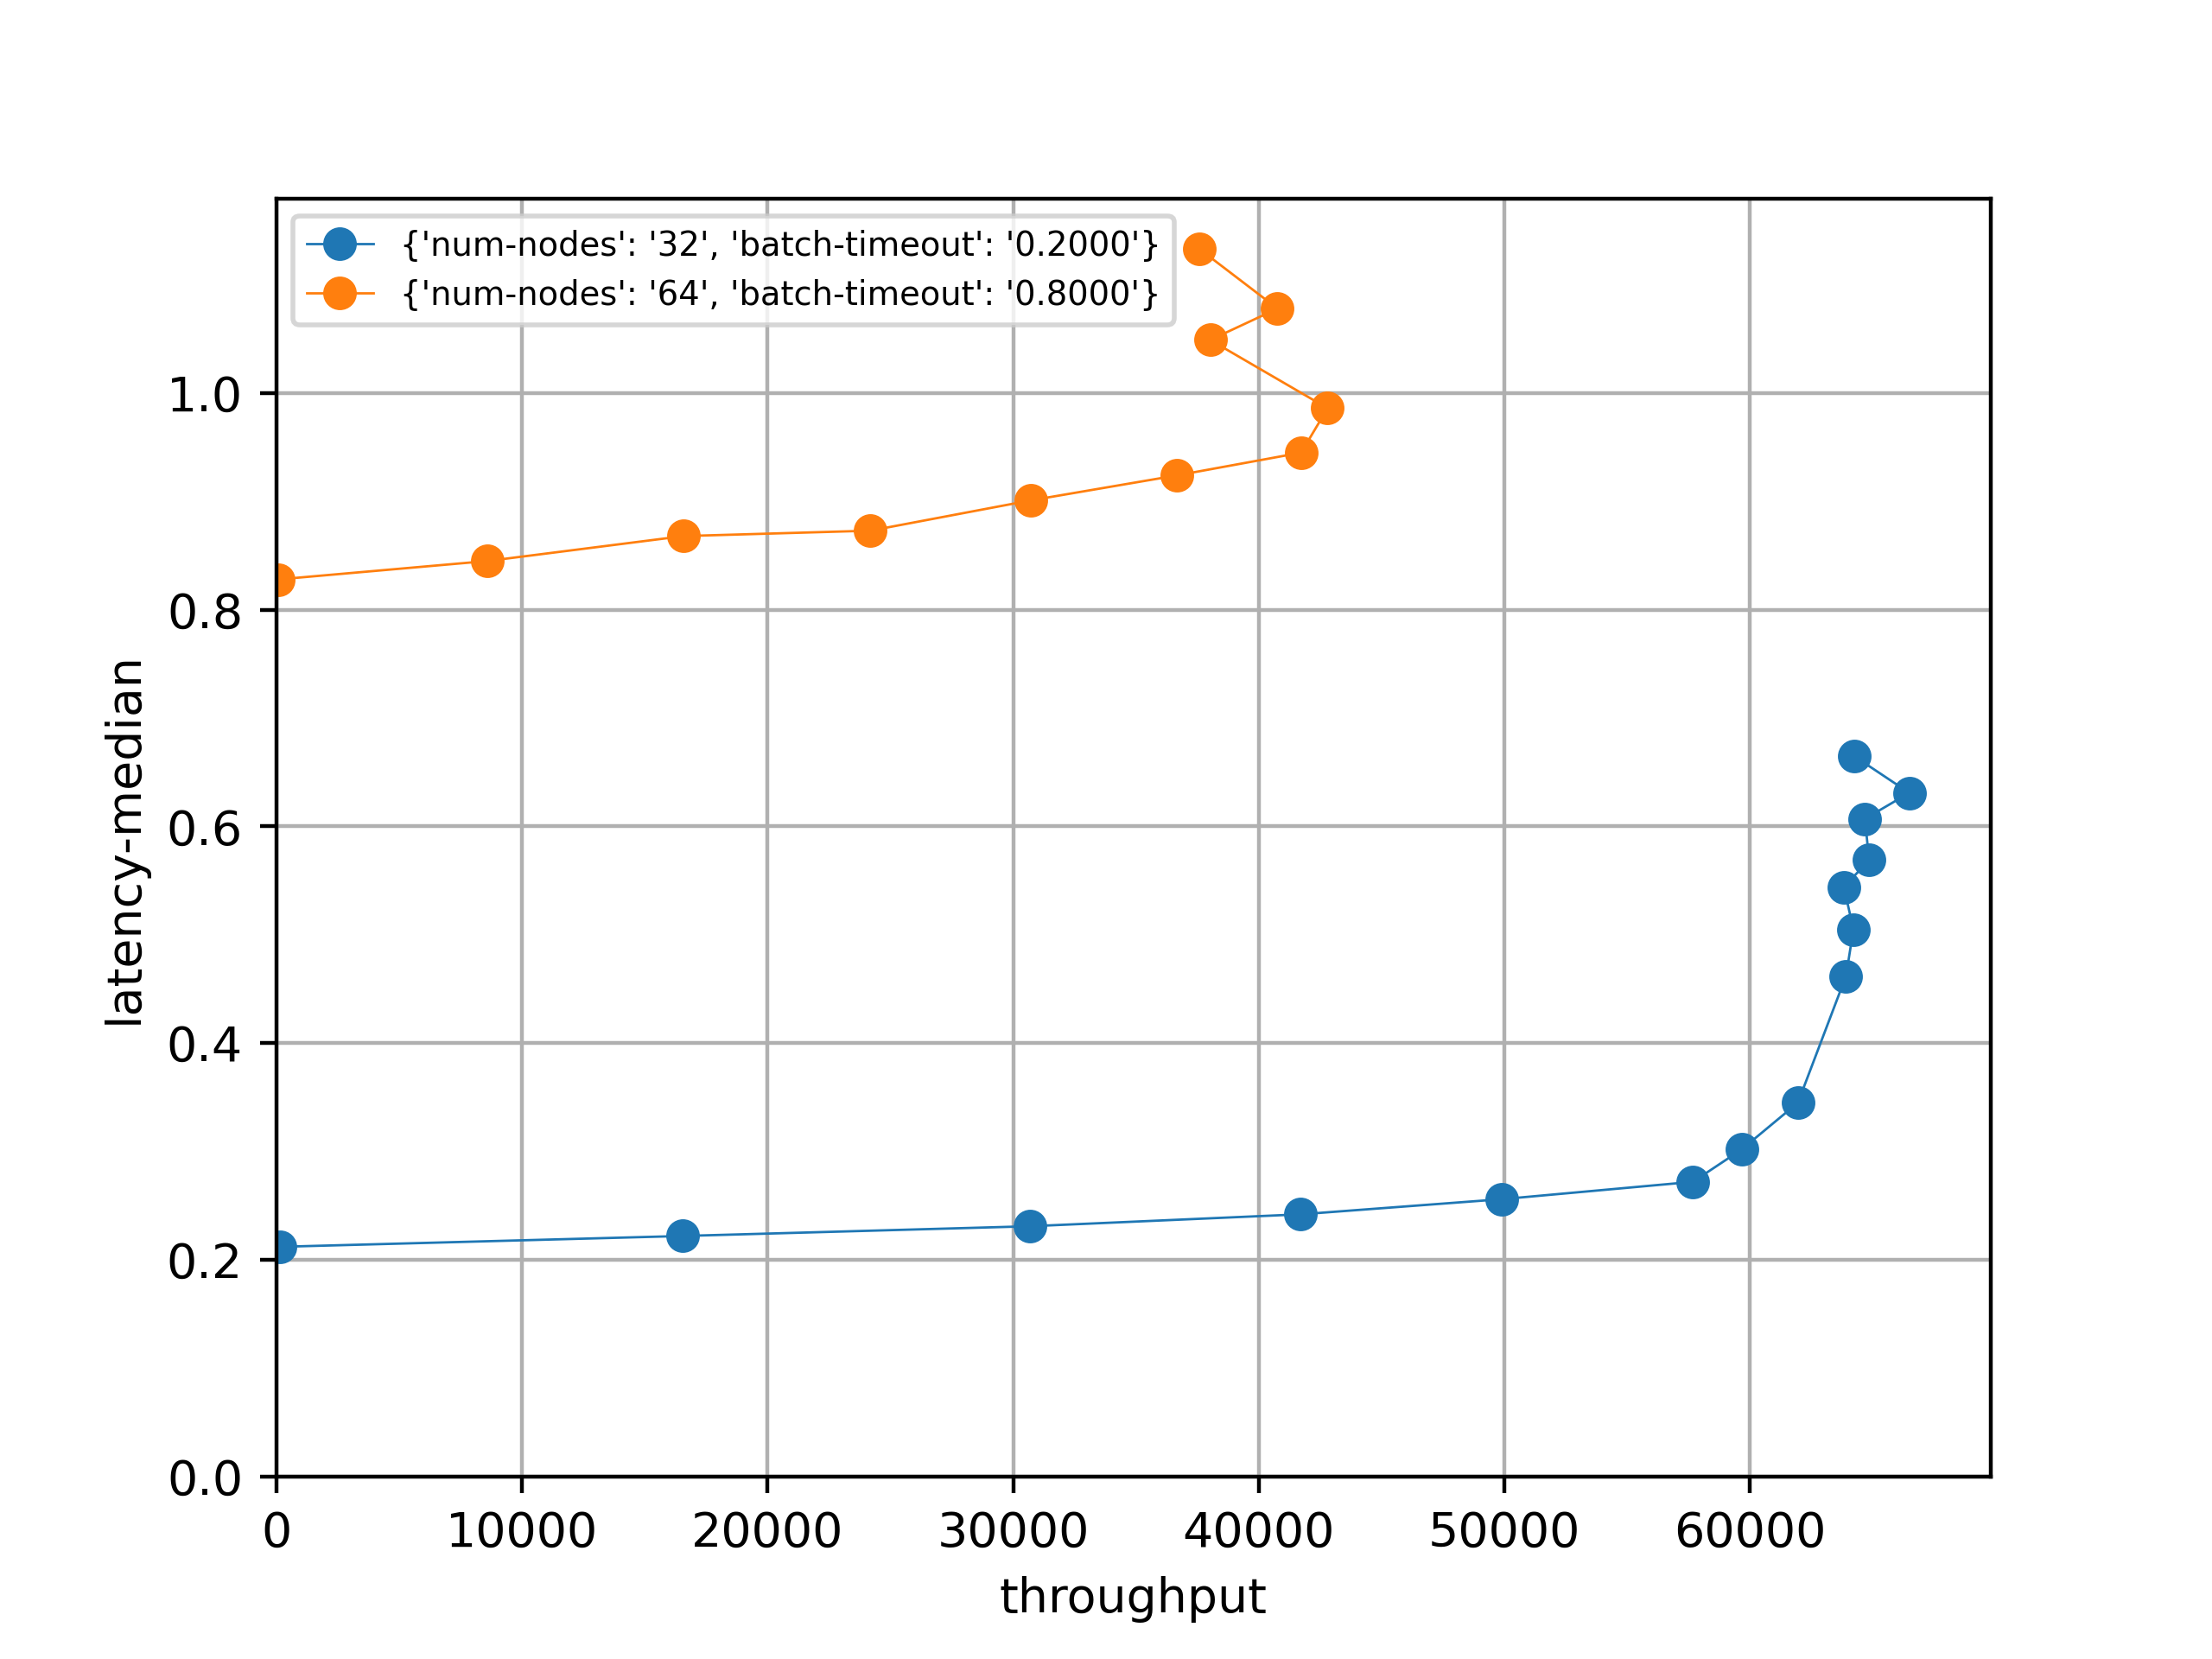 {'num-nodes': '32', 'batch-timeout': '0.2000'}
{'num-nodes': '64', 'batch-timeout': '0.8000'}
1.0
0.8
0.6
0.4
0.2
0.0
latency-median
0 10000 20000 30000 40000 50000 60000
throughput